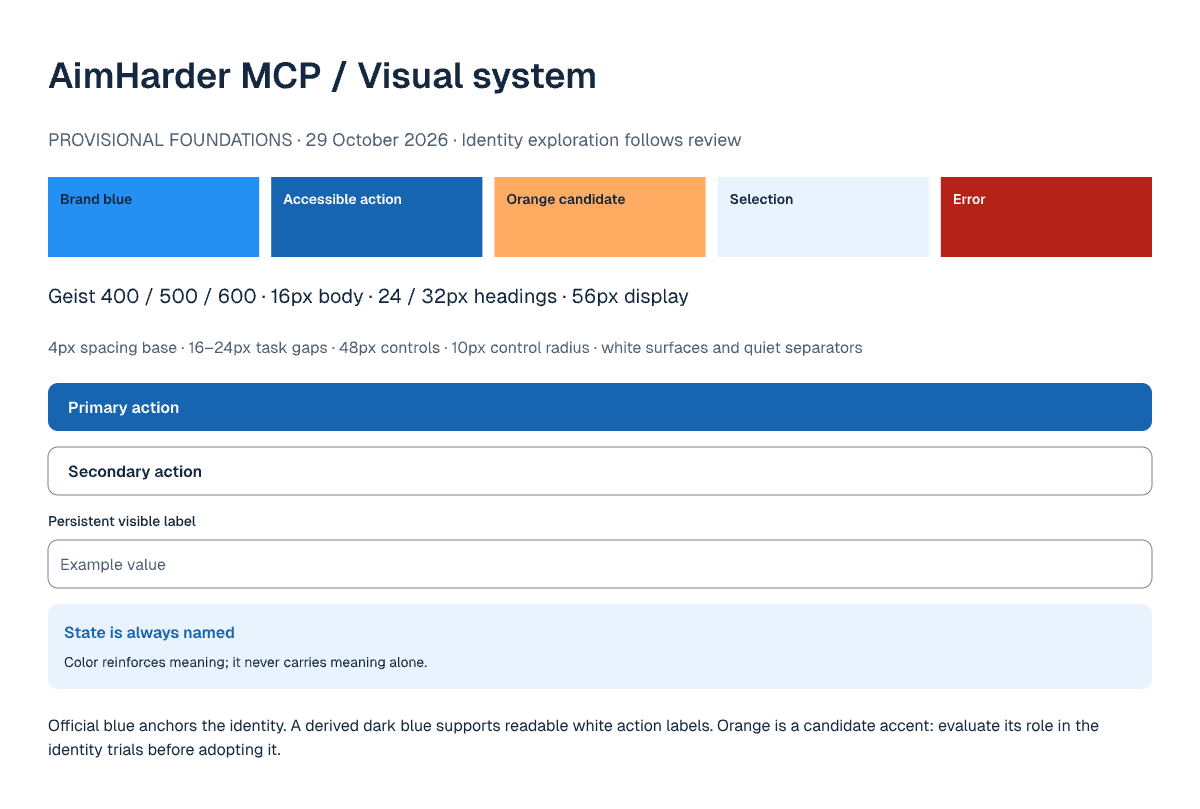 AimHarder MCP / Visual system
PROVISIONAL FOUNDATIONS · 29 October 2026 · Identity exploration follows review
Brand blue
Accessible action
Orange candidate
Selection
Error
Geist 400 / 500 / 600 · 16px body · 24 / 32px headings · 56px display
4px spacing base · 16–24px task gaps · 48px controls · 10px control radius · white surfaces and quiet separators
Primary action
Secondary action
Persistent visible label
Example value
State is always named
Color reinforces meaning; it never carries meaning alone.
Official blue anchors the identity. A derived dark blue supports readable white action labels. Orange is a candidate accent: evaluate its role in the
identity trials before adopting it.